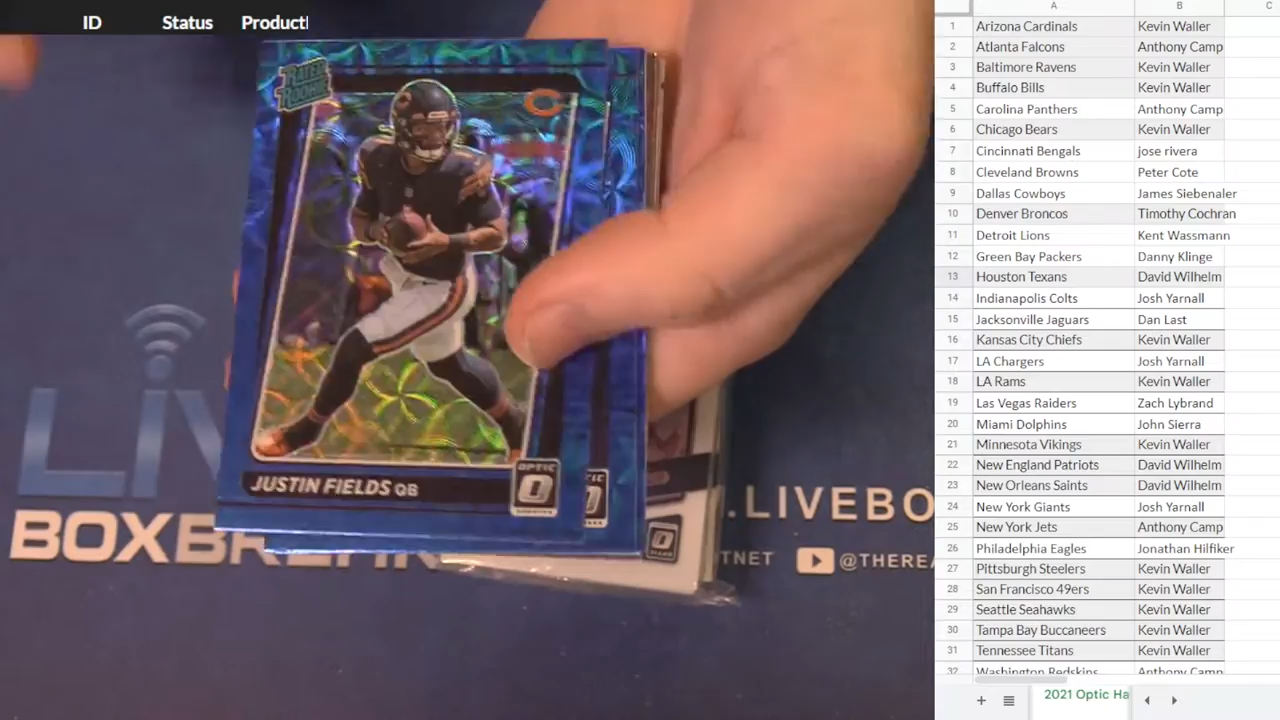 ID Status Product
RATED ROOKIE
JUSTIN FIELDS QB
OPTIC
LIV
BOXBREAK
.LIVEBO
TNET
@THEREA
A B C
1 Arizona Cardinals Kevin Waller
2 Atlanta Falcons Anthony Camp
3 Baltimore Ravens Kevin Waller
4 Buffalo Bills Kevin Waller
5 Carolina Panthers Anthony Camp
6 Chicago Bears Kevin Waller
7 Cincinnati Bengals jose rivera
8 Cleveland Browns Peter Cote
9 Dallas Cowboys James Siebenaler
10 Denver Broncos Timothy Cochran
11 Detroit Lions Kent Wassmann
12 Green Bay Packers Danny Klinge
13 Houston Texans David Wilhelm
14 Indianapolis Colts Josh Yarnall
15 Jacksonville Jaguars Dan Last
16 Kansas City Chiefs Kevin Waller
17 LA Chargers Josh Yarnall
18 LA Rams Kevin Waller
19 Las Vegas Raiders Zach Lybrand
20 Miami Dolphins John Sierra
21 Minnesota Vikings Kevin Waller
22 New England Patriots David Wilhelm
23 New Orleans Saints David Wilhelm
24 New York Giants Josh Yarnall
25 New York Jets Anthony Camp
26 Philadelphia Eagles Jonathan Hilfiker
27 Pittsburgh Steelers Kevin Waller
28 San Francisco 49ers Kevin Waller
29 Seattle Seahawks Kevin Waller
30 Tampa Bay Buccaneers Kevin Waller
31 Tennessee Titans Kevin Waller
32 Washington Redskins Anthony Camp
2021 Optic Ha